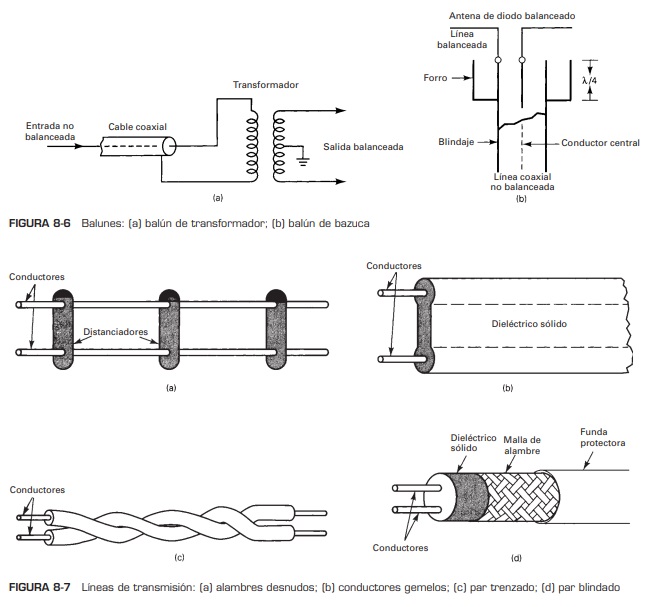 Antena de diodo balanceado
Línea
balanceada
Forro
λ/4
Transformador
Entrada no
balanceada
Cable coaxial
Salida balanceada
Blindaje
Conductor central
Línea coaxial
no balanceada
(a)
(b)
FIGURA 8-6 Balunes: (a) balún de transformador; (b) balún de bazuca
Conductores
Distanciadores
(a)
Conductores
Dieléctrico sólido
(b)
Conductores
(c)
Dieléctrico
sólido
Malla de
alambre
Funda
protectora
Conductores
(d)
FIGURA 8-7 Líneas de transmisión: (a) alambres desnudos; (b) conductores gemelos; (c) par trenzado; (d) par blindado